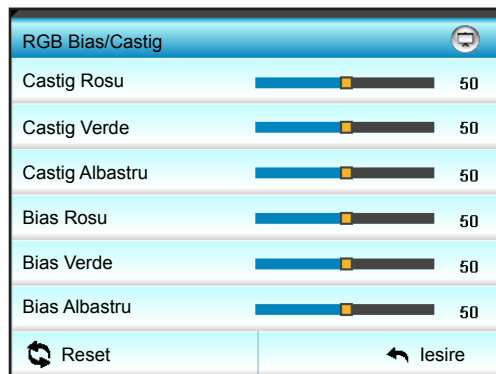 RGB Bias/Castig
Castig Rosu 50
Castig Verde 50
Castig Albastru 50
Bias Rosu 50
Bias Verde 50
Bias Albastru 50
Reset Iesire